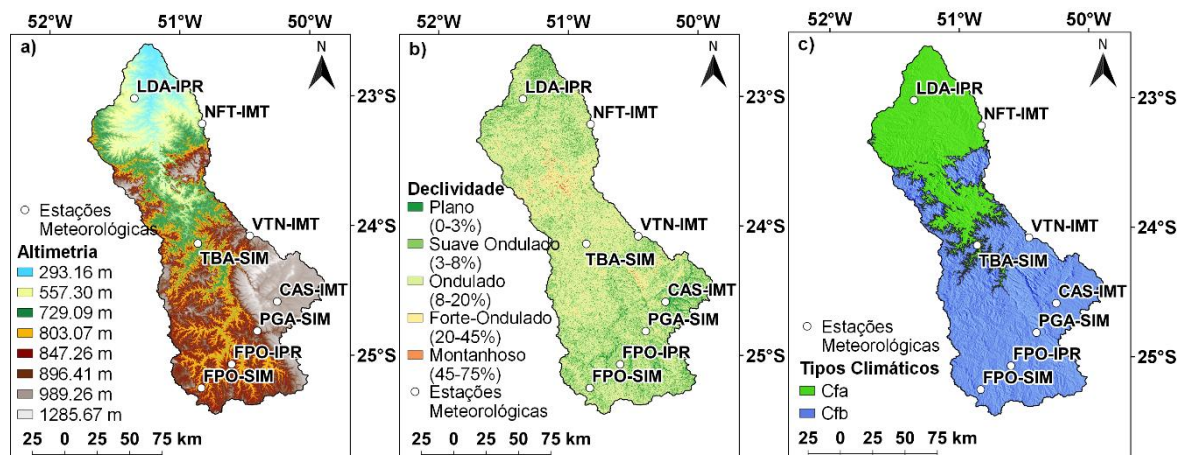 52°W 51°W 50°W
a)
N
LDA-IPR
NFT-IMT
23°S
Estações
Meteorológicas
VTN-IMT
24°S
TBA-SIM
Altimetria
293.16 m
557.30 m
729.09 m
803.07 m
847.26 m
896.41 m
989.26 m
1285.67 m
CAS-IMT
PGA-SIM
FPO-IPR
25°S
FPO-SIM
25 0 25 50 75 km
52°W 51°W 50°W
b)
N
LDA-IPR
23°S
NFT-IMT
Declividade
Plano
(0-3%)
Suave Ondulado
(3-8%)
Ondulado
(8-20%)
Forte-Ondulado
(20-45%)
Montanhoso
(45-75%)
Estações
Meteorológicas
VTN-IMT
24°S
TBA-SIM
CAS-IMT
PGA-SIM
FPO-IPR
25°S
FPO-SIM
25 0 25 50 75 km
52°W 51°W 50°W
c)
N
LDA-IPR
23°S
NFT-IMT
VTN-IMT
24°S
TBA-SIM
CAS-IMT
PGA-SIM
Estações
Meteorológicas
FPO-IPR
25°S
FPO-SIM
Tipos Climáticos
Cfa
Cfb
25 0 25 50 75 km